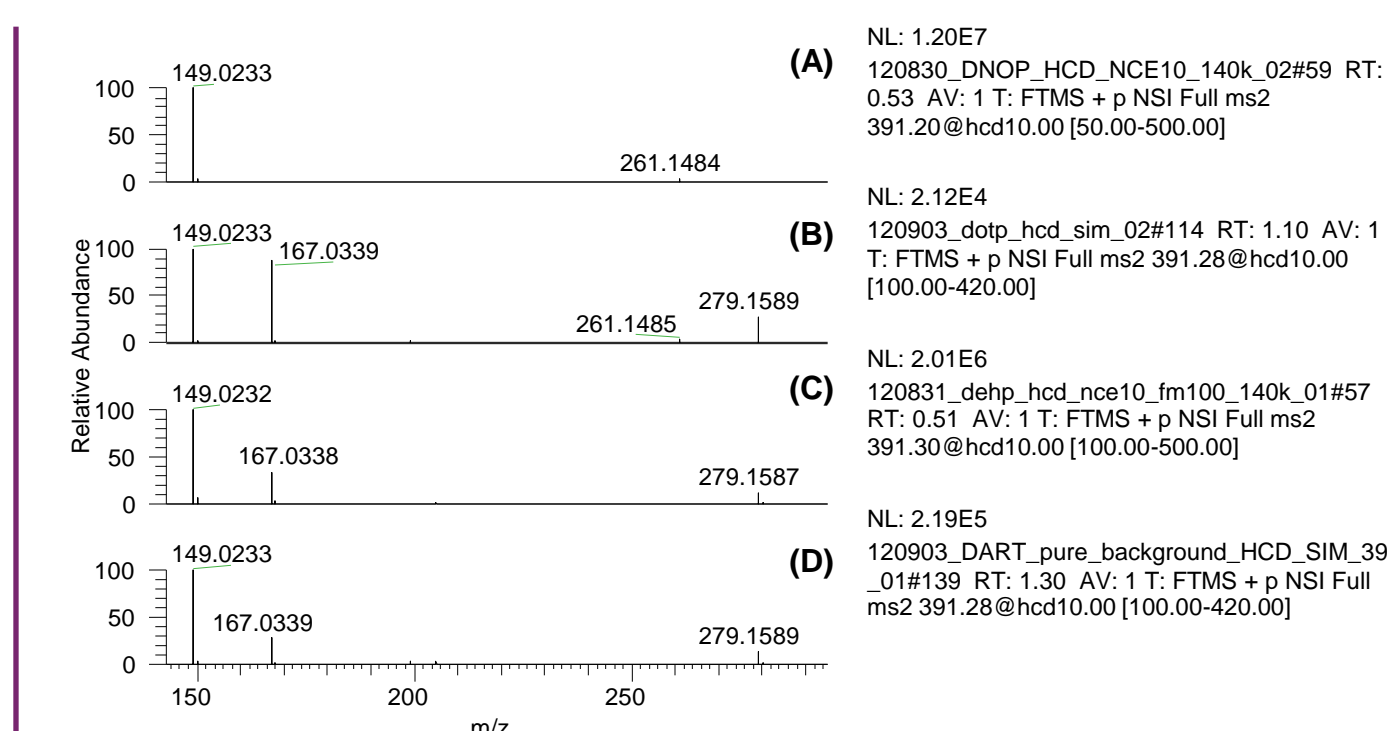 (A)
149.0233
100
50
0
261.1484
NL: 1.20E7
120830_DNOP_HCD_NCE10_140k_02#59 RT:
0.53 AV: 1 T: FTMS + p NSI Full ms2
391.20@hcd10.00 [50.00-500.00]
(B)
149.0233
167.0339
100
50
0
261.1485
279.1589
NL: 2.12E4
120903_dotp_hcd_sim_02#114 RT: 1.10 AV: 1
T: FTMS + p NSI Full ms2 391.28@hcd10.00
[100.00-420.00]
Relative Abundance
(C)
149.0232
100
50
0
167.0338
279.1587
NL: 2.01E6
120831_dehp_hcd_nce10_fm100_140k_01#57
RT: 0.51 AV: 1 T: FTMS + p NSI Full ms2
391.30@hcd10.00 [100.00-500.00]
(D)
149.0233
100
50
0
167.0339
279.1589
NL: 2.19E5
120903_DART_pure_background_HCD_SIM_39
_01#139 RT: 1.30 AV: 1 T: FTMS + p NSI Full
ms2 391.28@hcd10.00 [100.00-420.00]
150
200
250
m/z